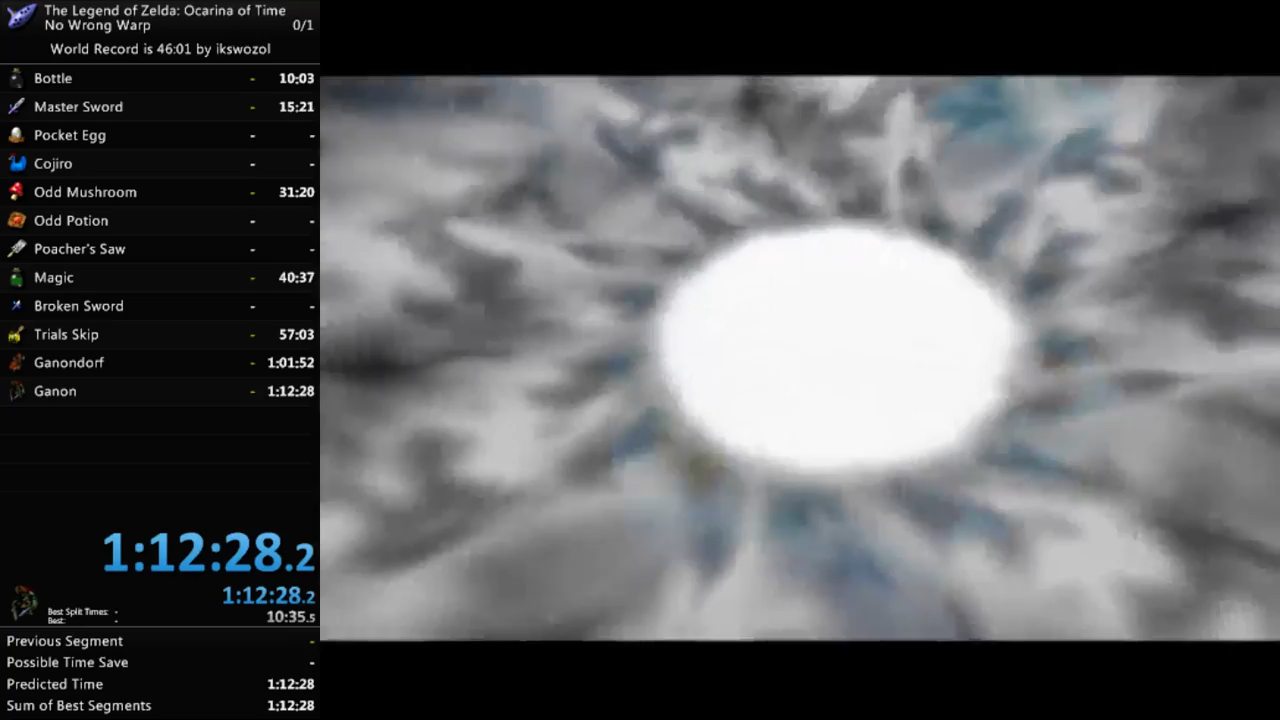 The Legend of Zelda: Ocarina of Time
No Wrong Warp 0/1
World Record is 46:01 by ikswozol
Bottle - 10:03
Master Sword - 15:21
Pocket Egg - -
Cojiro - -
Odd Mushroom - 31:20
Odd Potion - -
Poacher's Saw - -
Magic - 40:37
Broken Sword - -
Trials Skip - 57:03
Ganondorf - 1:01:52
Ganon - 1:12:28
1:12:28.2
1:12:28.2
Best Split Times: -
Best: - 10:35.5
Previous Segment -
Possible Time Save -
Predicted Time 1:12:28
Sum of Best Segments 1:12:28